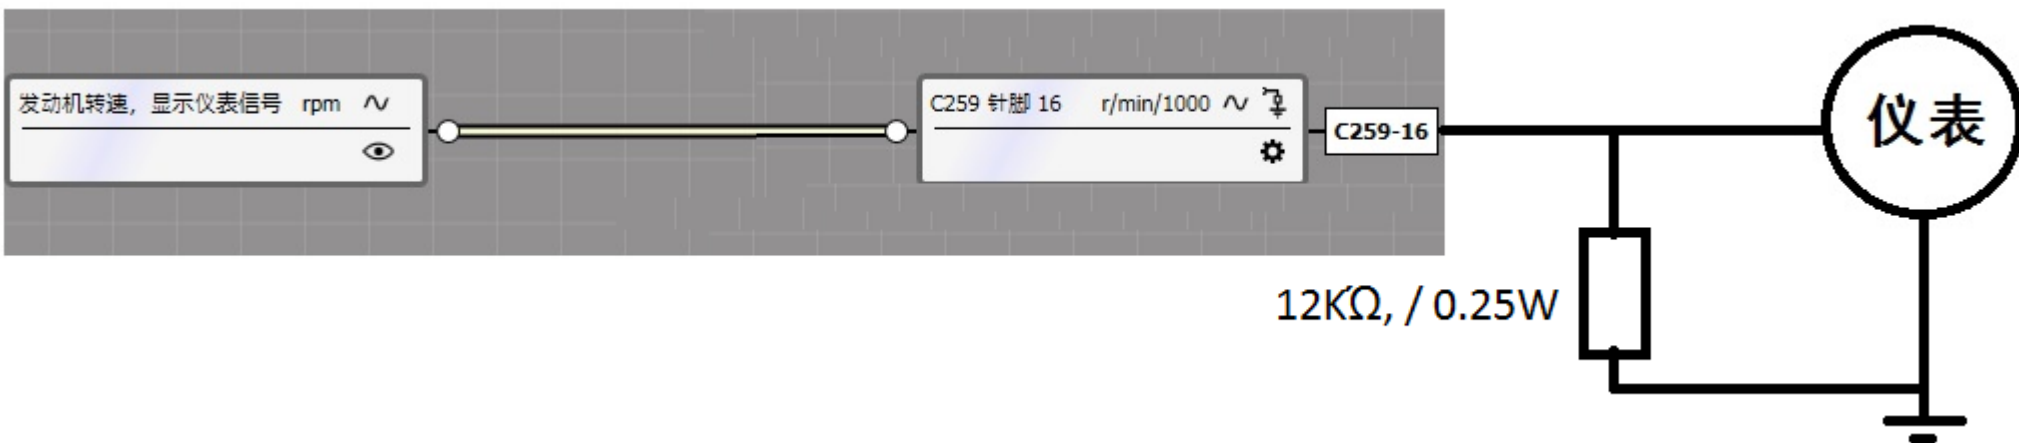 发动机转速，显示仪表信号 rpm
C259 针脚 16 r/min/1000
C259-16
仪表
12KΩ, / 0.25W